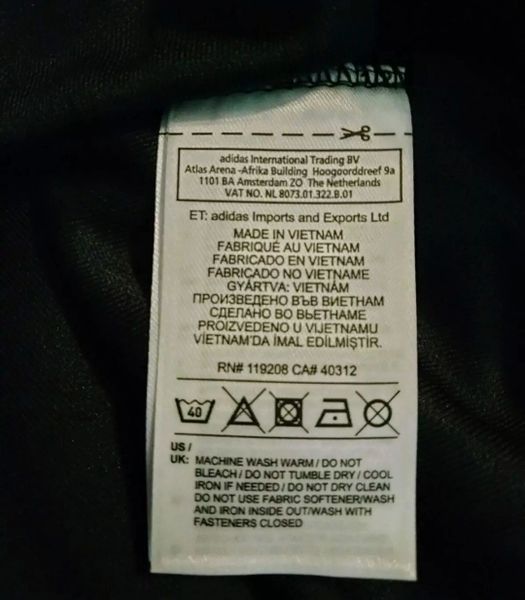 adidas International Trading BV
Atlas Arena -Afrika Building Hoogoorddreef 9a
1101 BA Amsterdam ZO The Netherlands
VAT NO. NL 8073.01.322.B.01
ET: adidas Imports and Exports Ltd
MADE IN VIETNAM
FABRIQUÉ AU VIETNAM
FABRICADO EN VIETNAM
FABRICADO NO VIETNAME
GYÁRTVA: VIETNÁM
ПРОИЗВЕДЕНО ВЪВ ВИЕТНАМ
СДЕЛАНО ВО ВЬЕТНАМЕ
PROIZVEDENO U VIJETNAMU
VİETNAM'DA İMAL EDİLMİŞTİR.
RN# 119208 CA# 40312
40
US /
UK: MACHINE WASH WARM / DO NOT
BLEACH / DO NOT TUMBLE DRY / COOL
IRON IF NEEDED / DO NOT DRY CLEAN
DO NOT USE FABRIC SOFTENER/WASH
AND IRON INSIDE OUT/WASH WITH
FASTENERS CLOSED